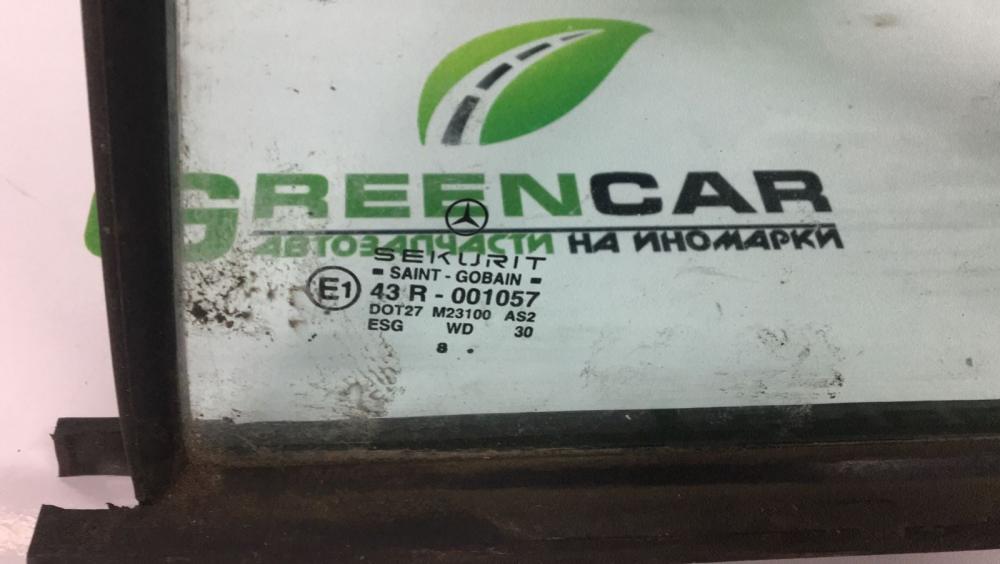 GREENCAR
АВТОЗАПЧАСТИ НА ИНОМАРКИ
SEKURIT
SAINT - GOBAIN
E1 43 R - 001057
DOT27 M23100 AS2
ESG WD 30
8 .